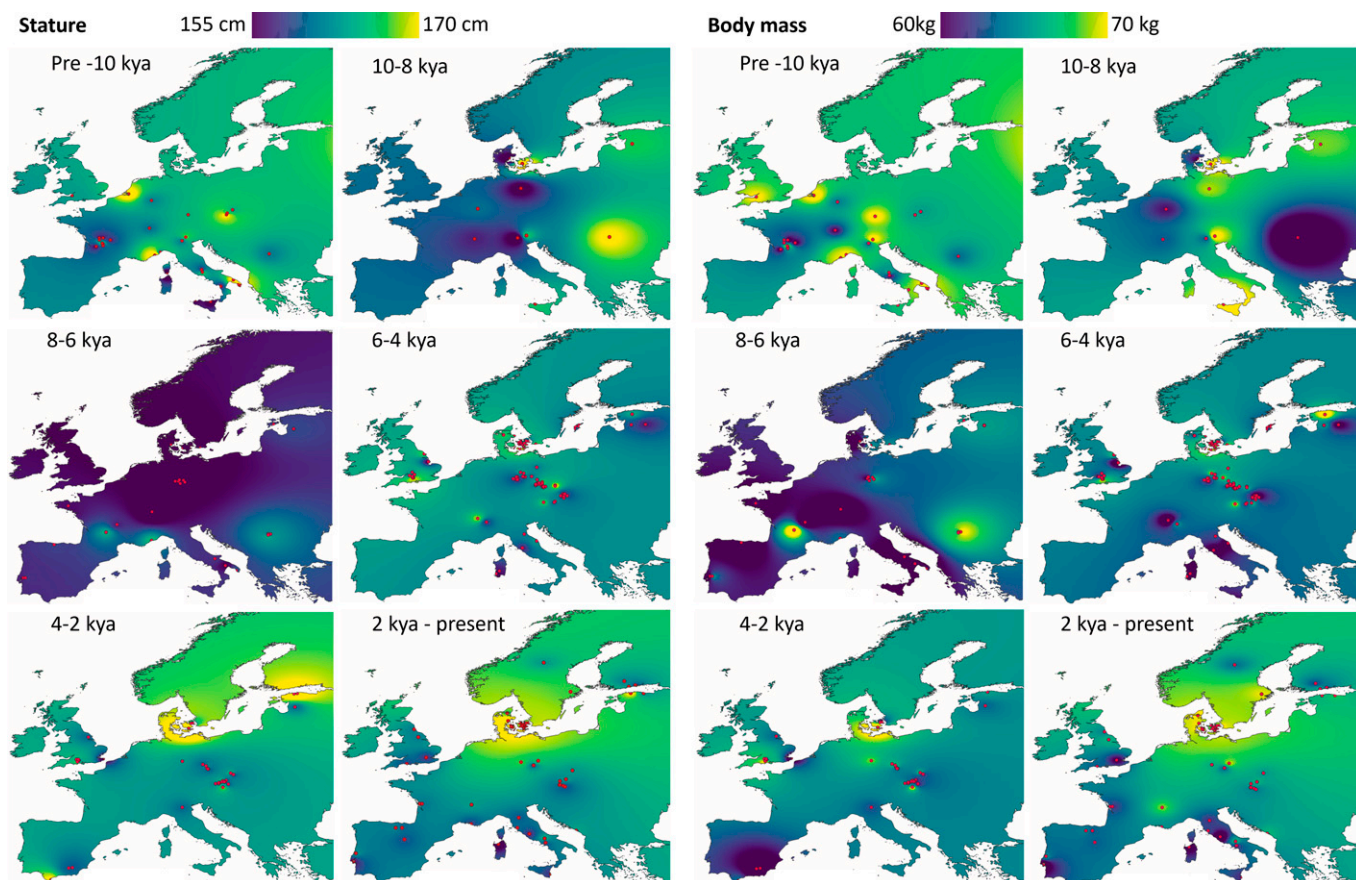 Stature 155 cm 170 cm Body mass 60kg 70 kg
Pre -10 kya 10-8 kya Pre -10 kya 10-8 kya
8-6 kya 6-4 kya 8-6 kya 6-4 kya
4-2 kya 2 kya - present 4-2 kya 2 kya - present